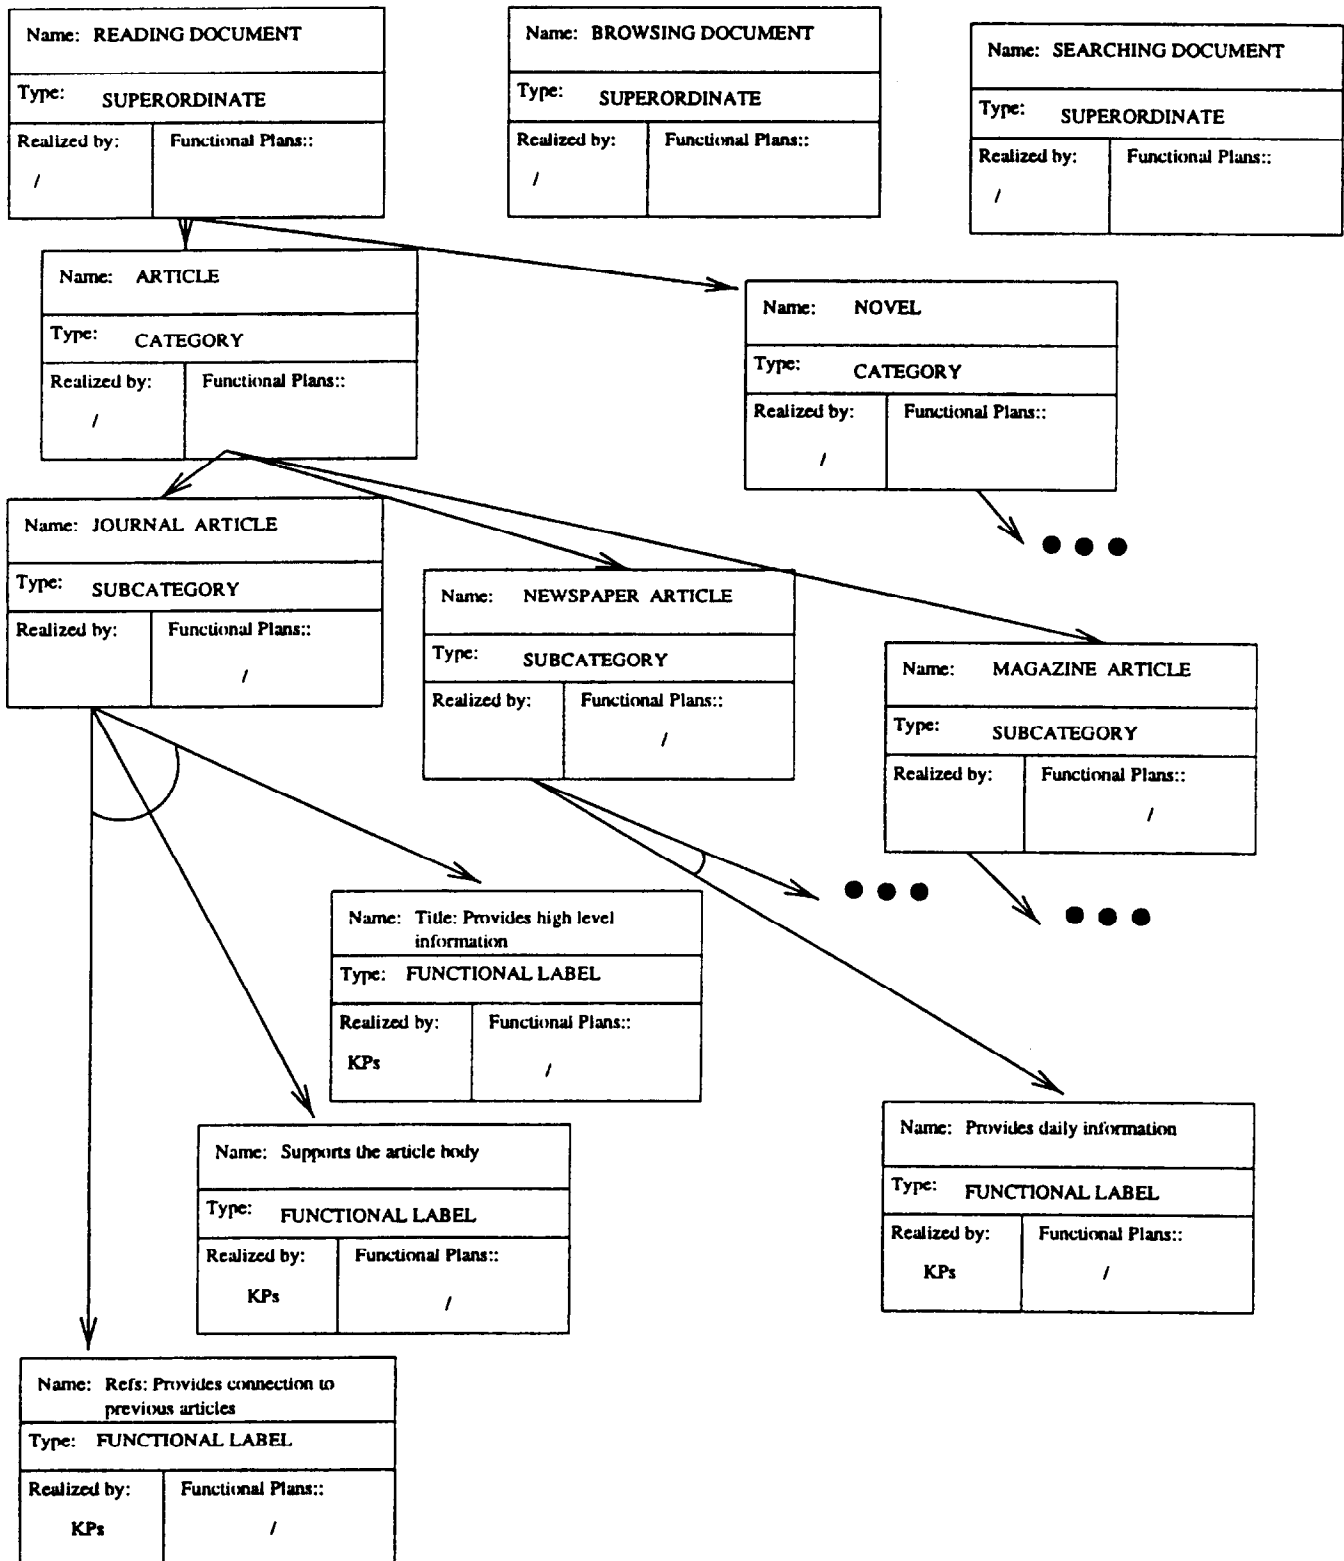 Name: READING DOCUMENT
Type: SUPERORDINATE
Realized by: Functional Plans::
/
Name: BROWSING DOCUMENT
Type: SUPERORDINATE
Realized by: Functional Plans::
/
Name: SEARCHING DOCUMENT
Type: SUPERORDINATE
Realized by: Functional Plans::
/
Name: ARTICLE
Type: CATEGORY
Realized by: Functional Plans::
/
Name: NOVEL
Type: CATEGORY
Realized by: Functional Plans::
/
Name: JOURNAL ARTICLE
Type: SUBCATEGORY
Realized by: Functional Plans::
/
Name: NEWSPAPER ARTICLE
Type: SUBCATEGORY
Realized by: Functional Plans::
/
Name: MAGAZINE ARTICLE
Type: SUBCATEGORY
Realized by: Functional Plans::
/
Name: Title: Provides high level
information
Type: FUNCTIONAL LABEL
Realized by: Functional Plans::
KPs /
Name: Supports the article body
Type: FUNCTIONAL LABEL
Realized by: Functional Plans::
KPs /
Name: Provides daily information
Type: FUNCTIONAL LABEL
Realized by: Functional Plans::
KPs /
Name: Refs: Provides connection to
previous articles
Type: FUNCTIONAL LABEL
Realized by: Functional Plans::
KPs /